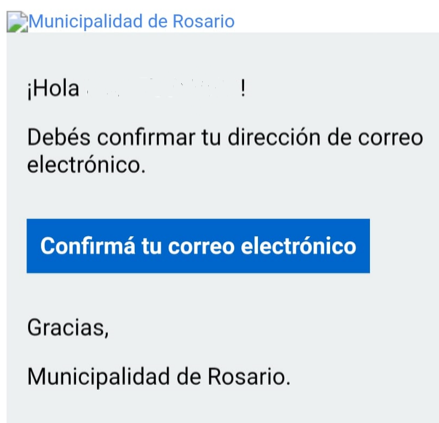 Municipalidad de Rosario
¡Hola !
Debés confirmar tu dirección de correo
electrónico.
Confirmá tu correo electrónico
Gracias,
Municipalidad de Rosario.